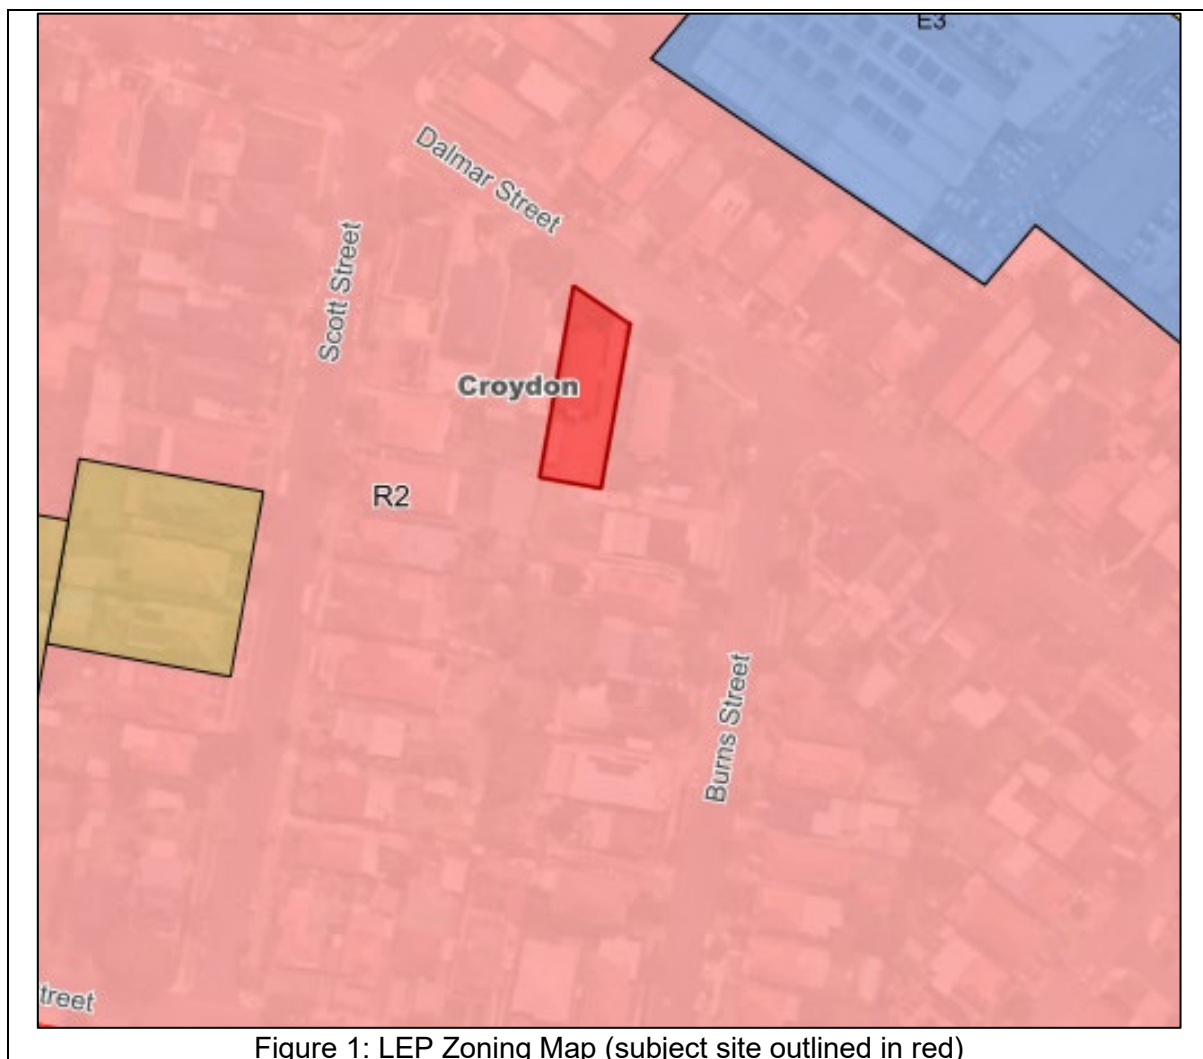 E3
Dalmar Street
Scott Street
Croydon
R2
Burns Street
treet
Figure 1: LEP Zoning Map (subject site outlined in red)